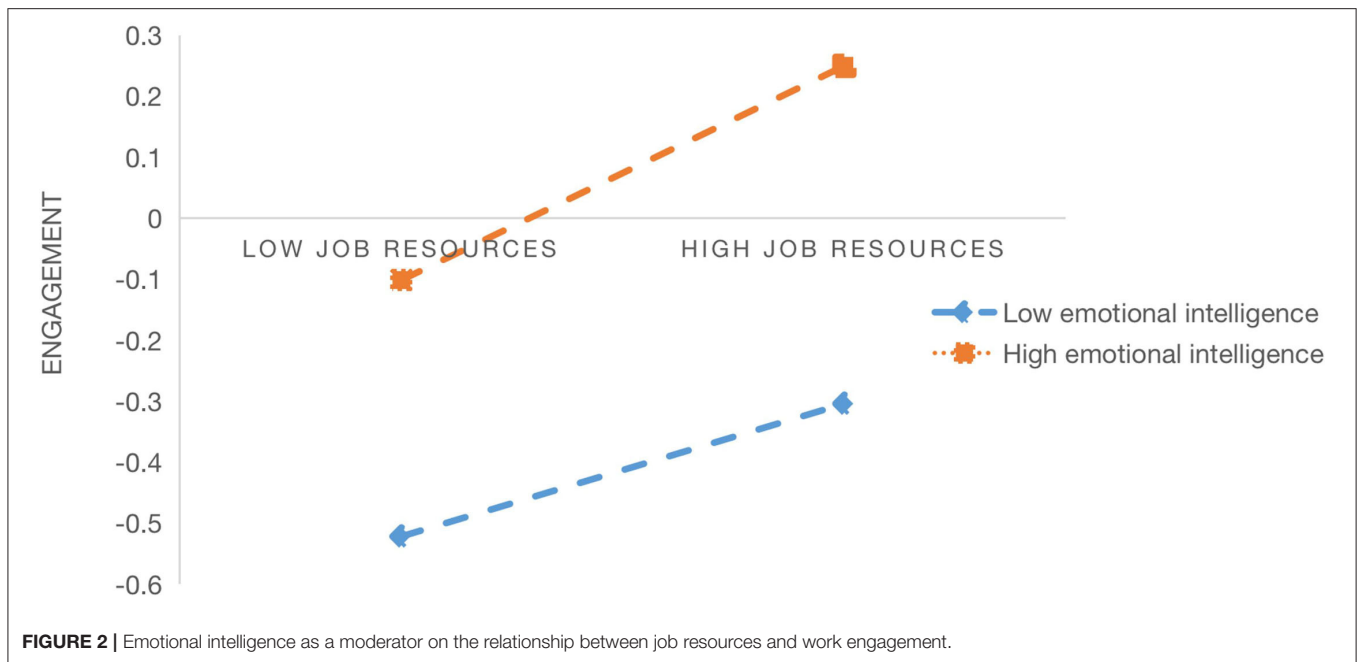 0.3
0.2
0.1
0
-0.1
-0.2
-0.3
-0.4
-0.5
-0.6
ENGAGEMENT
LOW JOB RESOURCES HIGH JOB RESOURCES
Low emotional intelligence
High emotional intelligence
FIGURE 2 | Emotional intelligence as a moderator on the relationship between job resources and work engagement.